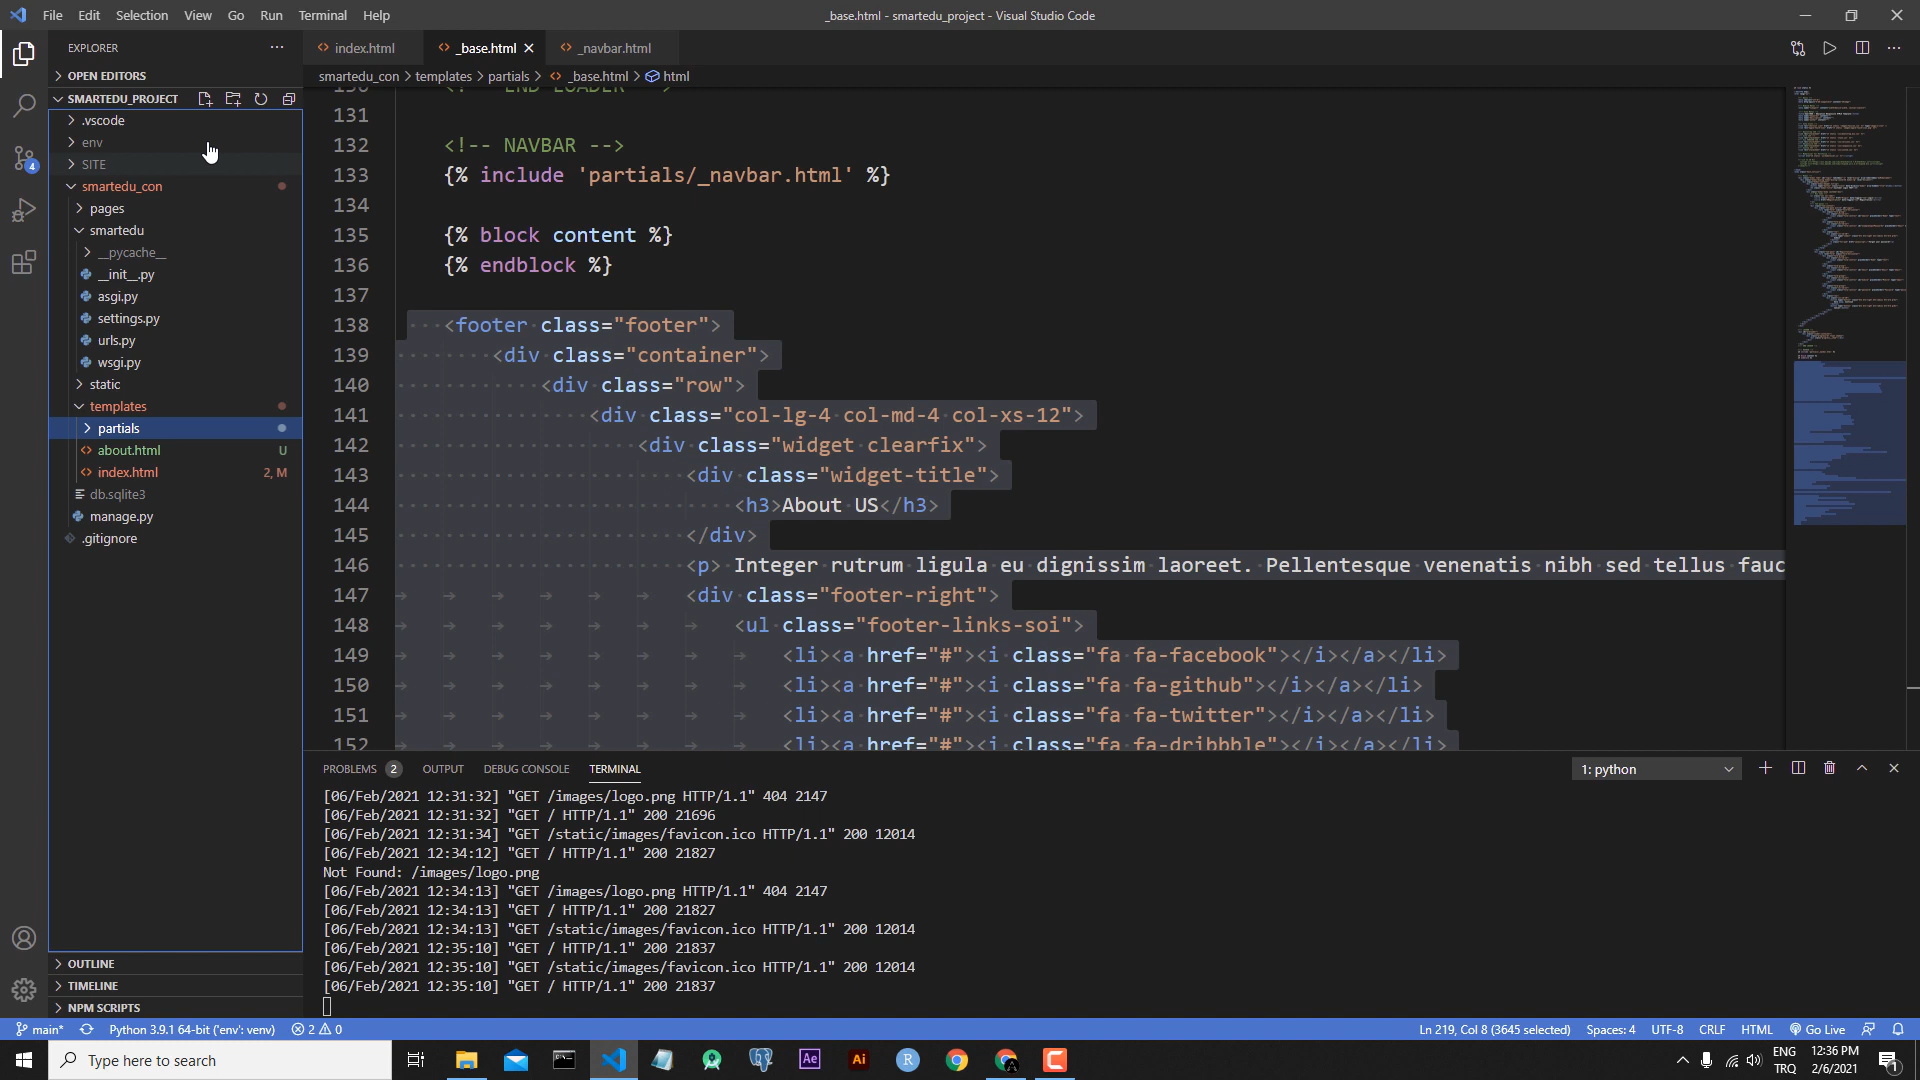 File Edit Selection View Go Run Terminal Help
_base.html - smartedu_project - Visual Studio Code
EXPLORER
OPEN EDITORS
SMARTEDU_PROJECT
.vscode
env
SITE
smartedu_con
pages
smartedu
__pycache__
__init__.py
asgi.py
settings.py
urls.py
wsgi.py
static
templates
partials
about.html U
index.html 2, M
db.sqlite3
manage.py
.gitignore
OUTLINE
TIMELINE
NPM SCRIPTS
index.html _base.html _navbar.html
smartedu_con > templates > partials > _base.html > html
130 <!-- END LOADER -->
131
132 <!-- NAVBAR -->
133 {% include 'partials/_navbar.html' %}
134
135 {% block content %}
136 {% endblock %}
137
138 <footer class="footer">
139 <div class="container">
140 <div class="row">
141 <div class="col-lg-4 col-md-4 col-xs-12">
142 <div class="widget clearfix">
143 <div class="widget-title">
144 <h3>About US</h3>
145 </div>
146 <p> Integer rutrum ligula eu dignissim laoreet. Pellentesque venenatis nibh sed tellus fauc
147 <div class="footer-right">
148 <ul class="footer-links-soi">
149 <li><a href="#"><i class="fa fa-facebook"></i></a></li>
150 <li><a href="#"><i class="fa fa-github"></i></a></li>
151 <li><a href="#"><i class="fa fa-twitter"></i></a></li>
152 <li><a href="#"><i class="fa fa-dribbble"></i></a></li>
PROBLEMS 2 OUTPUT DEBUG CONSOLE TERMINAL
1: python
[06/Feb/2021 12:31:32] "GET /images/logo.png HTTP/1.1" 404 2147
[06/Feb/2021 12:31:32] "GET / HTTP/1.1" 200 21696
[06/Feb/2021 12:31:34] "GET /static/images/favicon.ico HTTP/1.1" 200 12014
[06/Feb/2021 12:34:12] "GET / HTTP/1.1" 200 21827
Not Found: /images/logo.png
[06/Feb/2021 12:34:13] "GET /images/logo.png HTTP/1.1" 404 2147
[06/Feb/2021 12:34:13] "GET / HTTP/1.1" 200 21827
[06/Feb/2021 12:34:13] "GET /static/images/favicon.ico HTTP/1.1" 200 12014
[06/Feb/2021 12:35:10] "GET / HTTP/1.1" 200 21837
[06/Feb/2021 12:35:10] "GET /static/images/favicon.ico HTTP/1.1" 200 12014
[06/Feb/2021 12:35:10] "GET / HTTP/1.1" 200 21837
4
main* Python 3.9.1 64-bit ('env': venv) 2 0
Ln 219, Col 8 (3645 selected) Spaces: 4 UTF-8 CRLF HTML Go Live
Type here to search
Ae Ai R
ENG
TRQ
12:36 PM
2/6/2021
1